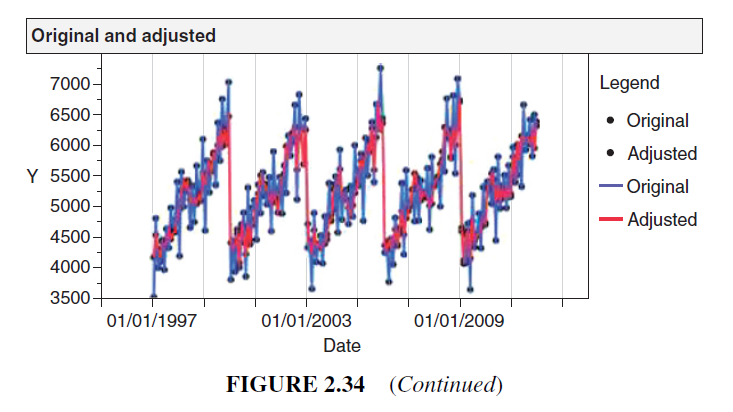 Original and adjusted
7000
6500
6000
Y 5500
5000
4500
4000
3500
01/01/1997 01/01/2003 01/01/2009
Date
Legend
Original
Adjusted
Original
Adjusted
FIGURE 2.34 (Continued)